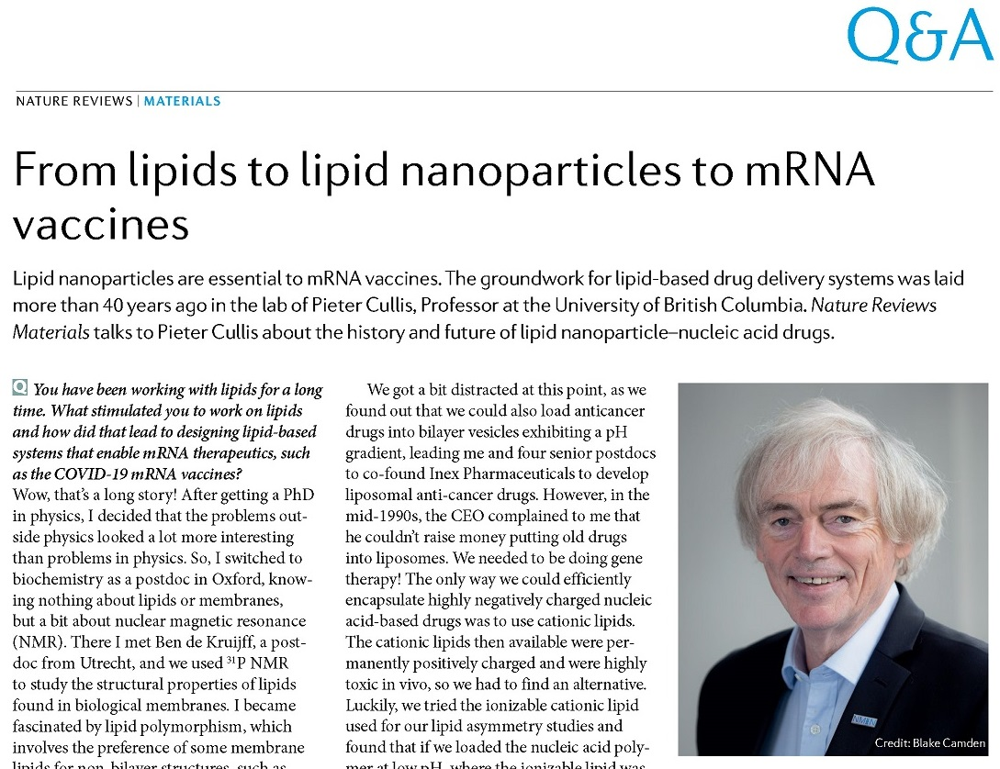 Q&A
NATURE REVIEWS | MATERIALS
From lipids to lipid nanoparticles to mRNA
vaccines
Lipid nanoparticles are essential to mRNA vaccines. The groundwork for lipid-based drug delivery systems was laid
more than 40 years ago in the lab of Pieter Cullis, Professor at the University of British Columbia. Nature Reviews
Materials talks to Pieter Cullis about the history and future of lipid nanoparticle–nucleic acid drugs.
Q You have been working with lipids for a long
time. What stimulated you to work on lipids
and how did that lead to designing lipid-based
systems that enable mRNA therapeutics, such
as the COVID-19 mRNA vaccines?
Wow, that's a long story! After getting a PhD
in physics, I decided that the problems out-
side physics looked a lot more interesting
than problems in physics. So, I switched to
biochemistry as a postdoc in Oxford, know-
ing nothing about lipids or membranes,
but a bit about nuclear magnetic resonance
(NMR). There I met Ben de Kruijff, a post-
doc from Utrecht, and we used ³¹P NMR
to study the structural properties of lipids
found in biological membranes. I became
fascinated by lipid polymorphism, which
involves the preference of some membrane
lipids for non-bilayer structures, such as
We got a bit distracted at this point, as we
found out that we could also load anticancer
drugs into bilayer vesicles exhibiting a pH
gradient, leading me and four senior postdocs
to co-found Inex Pharmaceuticals to develop
liposomal anti-cancer drugs. However, in the
mid-1990s, the CEO complained to me that
he couldn't raise money putting old drugs
into liposomes. We needed to be doing gene
therapy! The only way we could efficiently
encapsulate highly negatively charged nucleic
acid-based drugs was to use cationic lipids.
The cationic lipids then available were per-
manently positively charged and were highly
toxic in vivo, so we had to find an alternative.
Luckily, we tried the ionizable cationic lipid
used for our lipid asymmetry studies and
found that if we loaded the nucleic acid poly-
mer at low pH, where the ionizable lipid was
Credit: Blake Camden